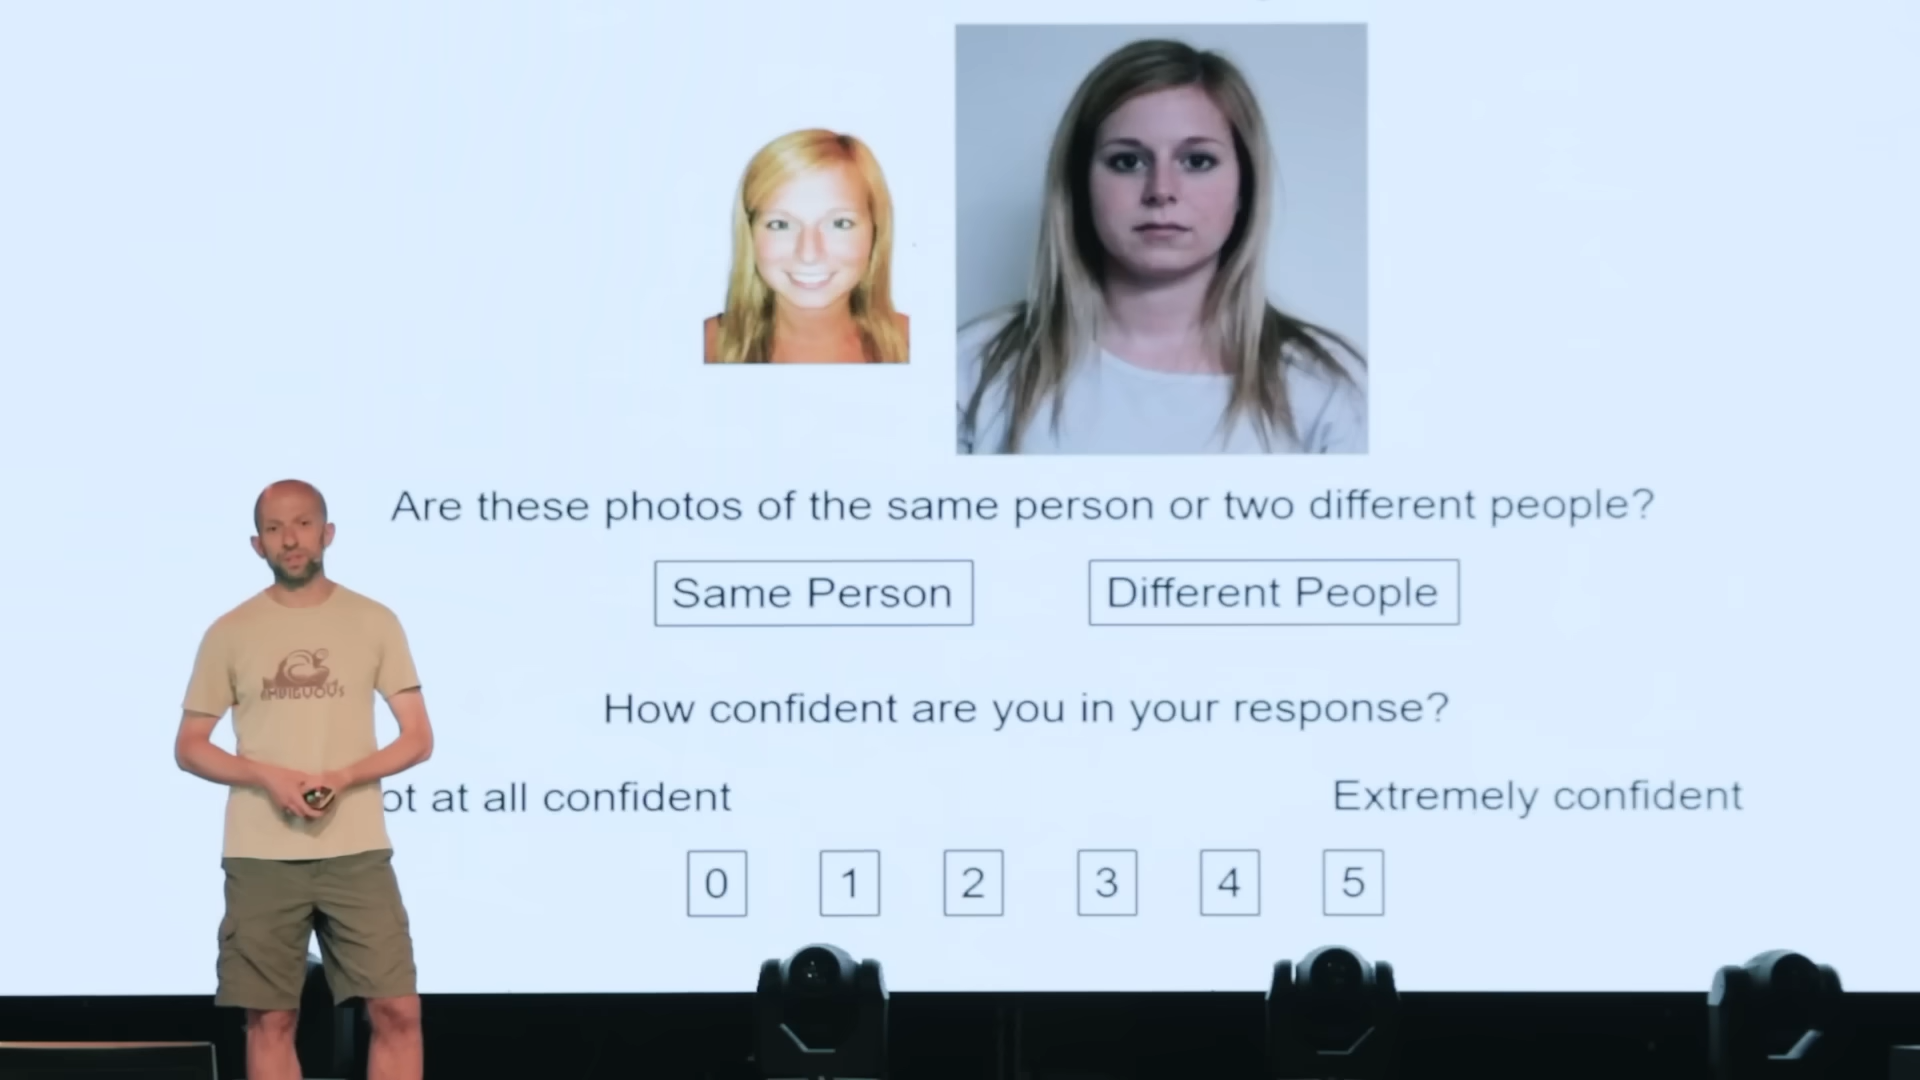 Are these photos of the same person or two different people?
Same Person Different People
How confident are you in your response?
ot at all confident Extremely confident
0 1 2 3 4 5